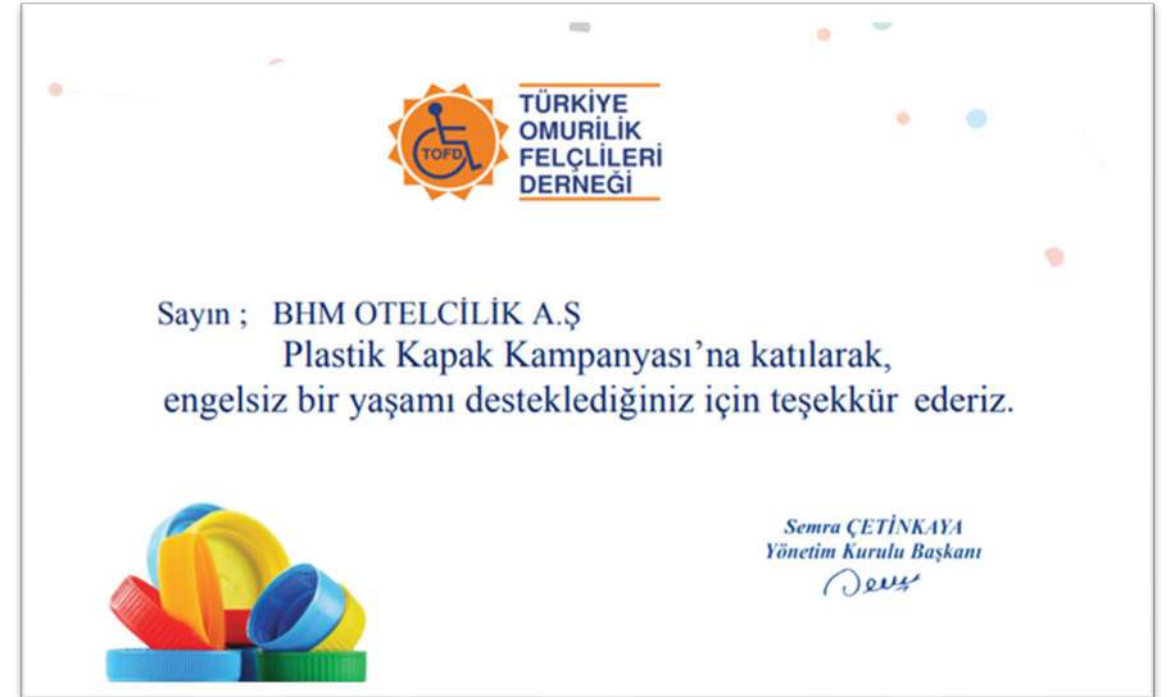 TOFD
TÜRKİYE
OMURİLİK
FELÇLİLERİ
DERNEĞİ
Sayın ; BHM OTELCİLİK A.Ş
Plastik Kapak Kampanyası’na katılarak,
engelsiz bir yaşamı desteklediğiniz için teşekkür ederiz.
Semra ÇETİNKAYA
Yönetim Kurulu Başkanı